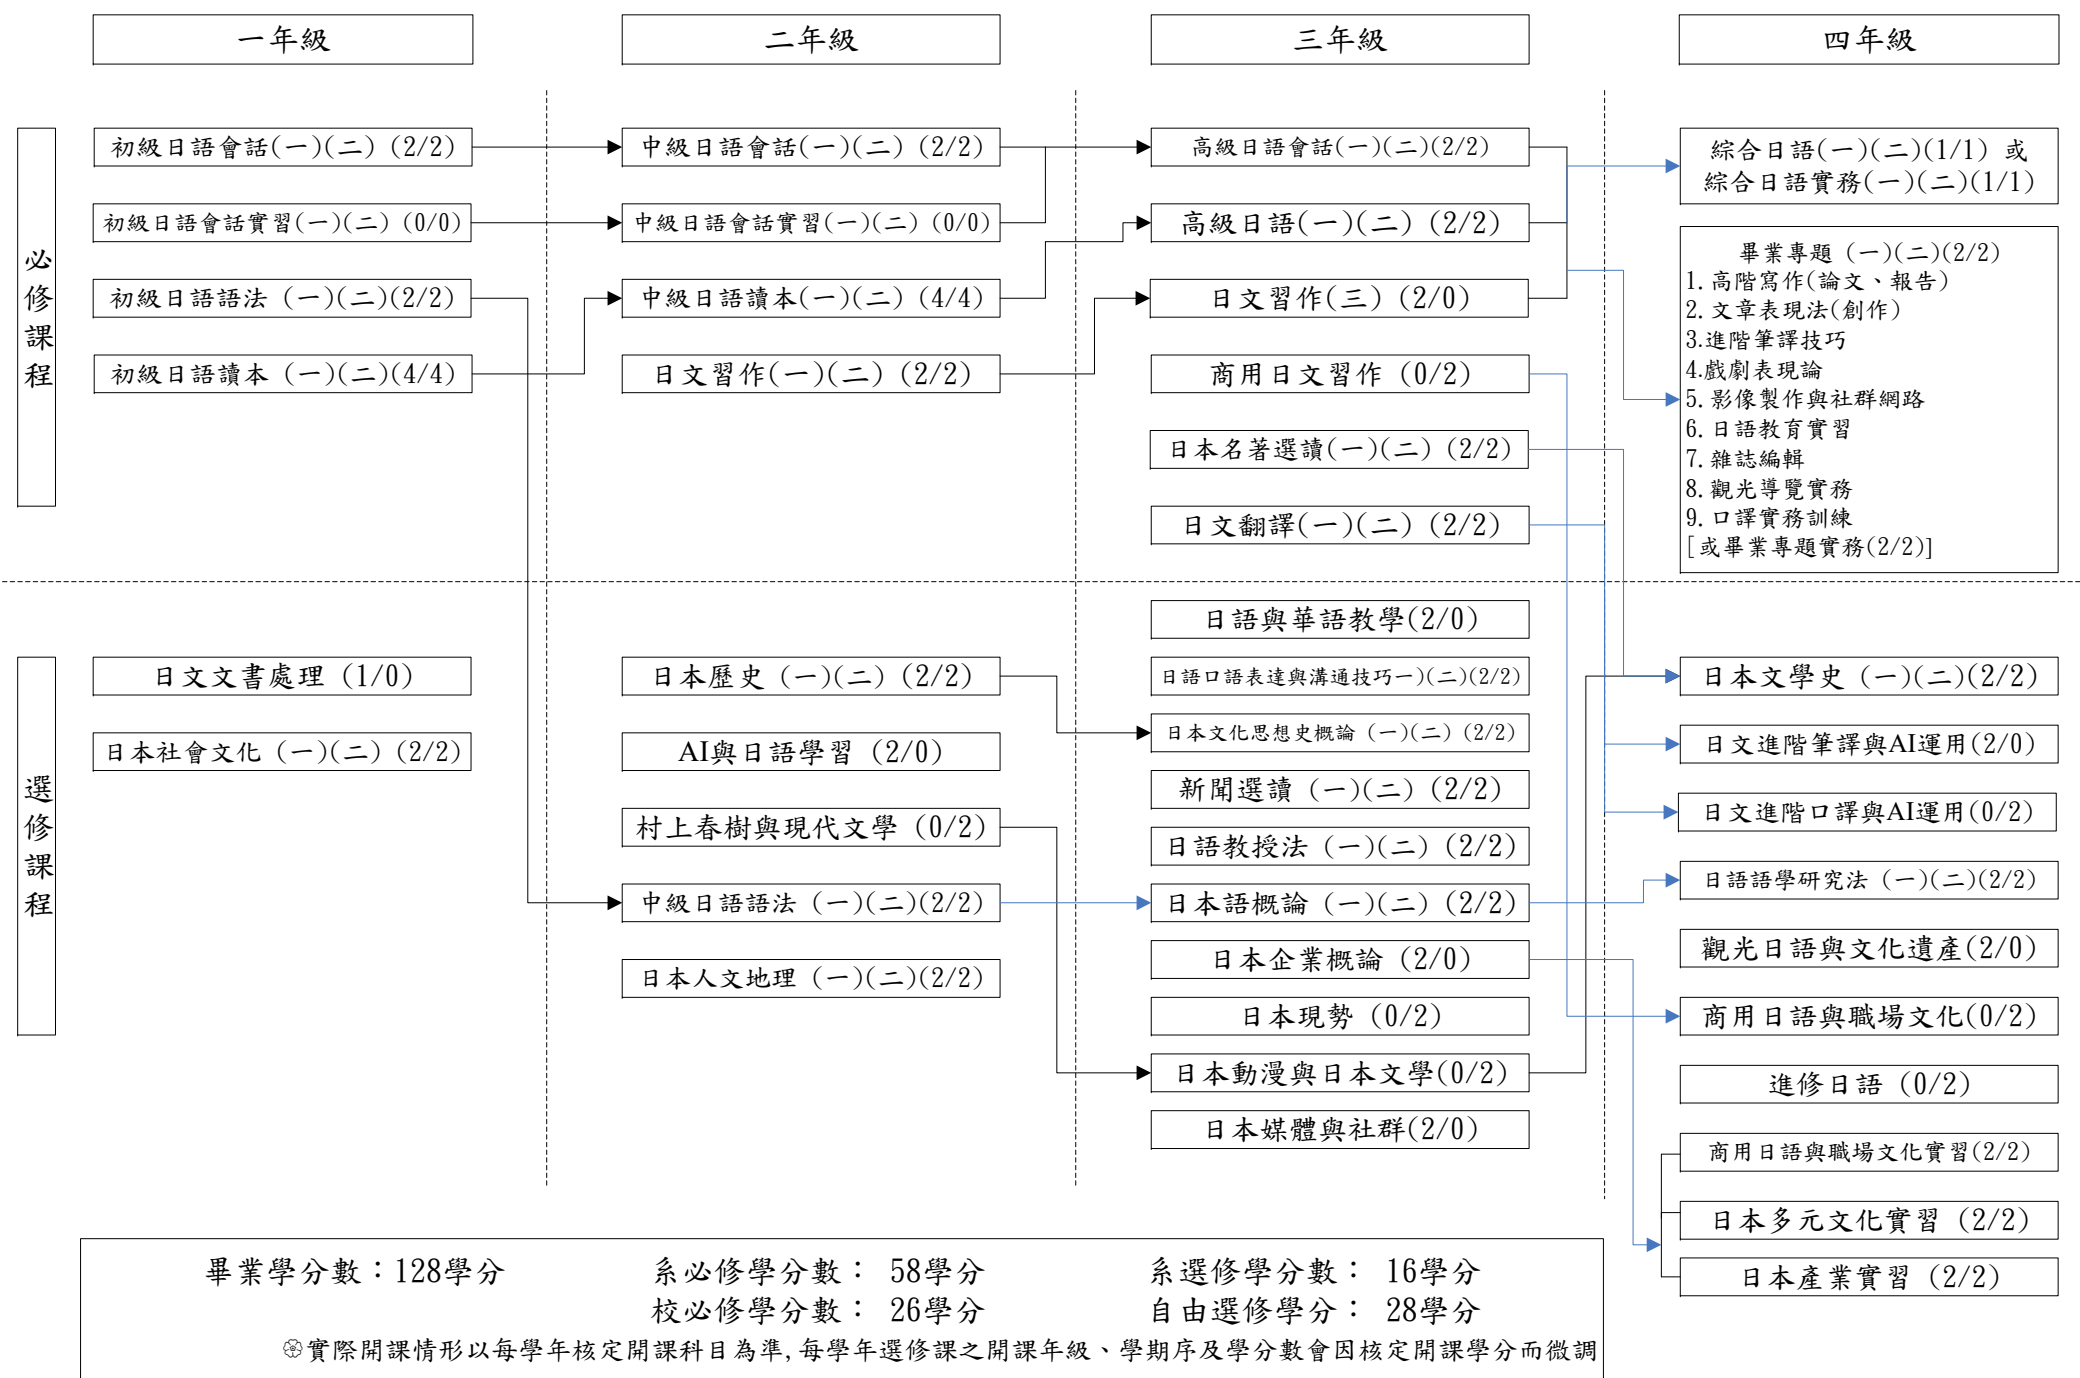 一年級
二年級
三年級
四年級
必修課程
初級日語會話(一)(二) (2/2)
初級日語會話實習(一)(二) (0/0)
初級日語語法 (一)(二)(2/2)
初級日語讀本 (一)(二)(4/4)
中級日語會話(一)(二) (2/2)
中級日語會話實習(一)(二) (0/0)
中級日語讀本(一)(二) (4/4)
日文習作(一)(二) (2/2)
高級日語會話(一)(二)(2/2)
高級日語(一)(二) (2/2)
日文習作(三) (2/0)
商用日文習作 (0/2)
日本名著選讀(一)(二) (2/2)
日文翻譯(一)(二) (2/2)
綜合日語(一)(二)(1/1) 或
綜合日語實務(一)(二)(1/1)
畢業專題 (一)(二)(2/2)
1.高階寫作(論文、報告)
2.文章表現法(創作)
3.進階筆譯技巧
4.戲劇表現論
5.影像製作與社群網路
6.日語教育實習
7.雜誌編輯
8.觀光導覽實務
9.口譯實務訓練
[或畢業專題實務(2/2)]
選修課程
日文文書處理 (1/0)
日本社會文化 (一)(二) (2/2)
日本歷史 (一)(二) (2/2)
AI與日語學習 (2/0)
村上春樹與現代文學 (0/2)
中級日語語法 (一)(二)(2/2)
日本人文地理 (一)(二)(2/2)
日語與華語教學(2/0)
日語口語表達與溝通技巧一)(二)(2/2)
日本文化思想史概論 (一)(二) (2/2)
新聞選讀 (一)(二) (2/2)
日語教授法 (一)(二) (2/2)
日本語概論 (一)(二) (2/2)
日本企業概論 (2/0)
日本現勢 (0/2)
日本動漫與日本文學(0/2)
日本媒體與社群(2/0)
日本文學史 (一)(二)(2/2)
日文進階筆譯與AI運用(2/0)
日文進階口譯與AI運用(0/2)
日語語學研究法 (一)(二)(2/2)
觀光日語與文化遺產(2/0)
商用日語與職場文化(0/2)
進修日語 (0/2)
商用日語與職場文化實習(2/2)
日本多元文化實習 (2/2)
日本產業實習 (2/2)
畢業學分數：128學分 系必修學分數： 58學分 系選修學分數： 16學分
校必修學分數： 26學分 自由選修學分： 28學分
֍實際開課情形以每學年核定開課科目為準,每學年選修課之開課年級、學期序及學分數會因核定開課學分而微調